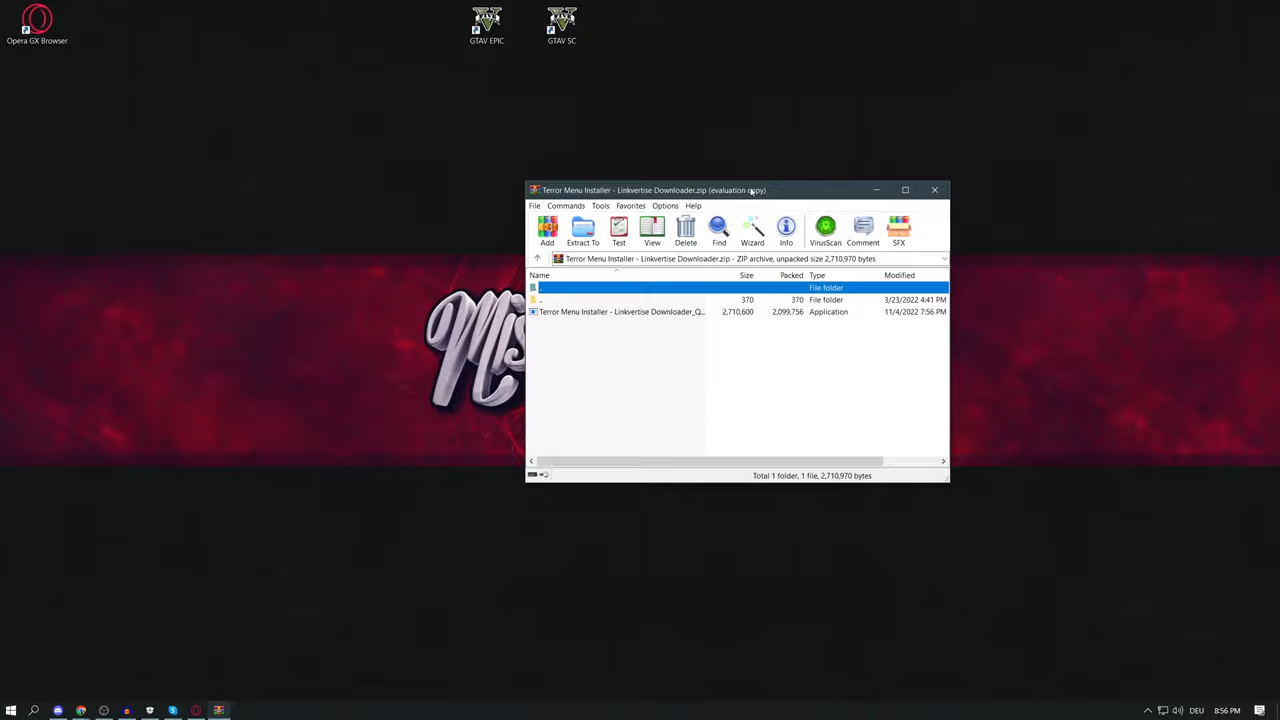 Opera GX Browser
GTAV EPIC
GTAV SC
Terror Menu Installer - Linkvertise Downloader.zip (evaluation copy)
File Commands Tools Favorites Options Help
Add Extract To Test View Delete Find Wizard Info VirusScan Comment SFX
Terror Menu Installer - Linkvertise Downloader.zip - ZIP archive, unpacked size 2,710,970 bytes
Name Size Packed Type Modified
File folder
370 370 File folder 3/23/2022 4:41 PM
Terror Menu Installer - Linkvertise Downloader_Q... 2,710,600 2,099,756 Application 11/4/2022 7:56 PM
Mis
Total 1 folder, 1 file, 2,710,970 bytes
DEU 8:56 PM